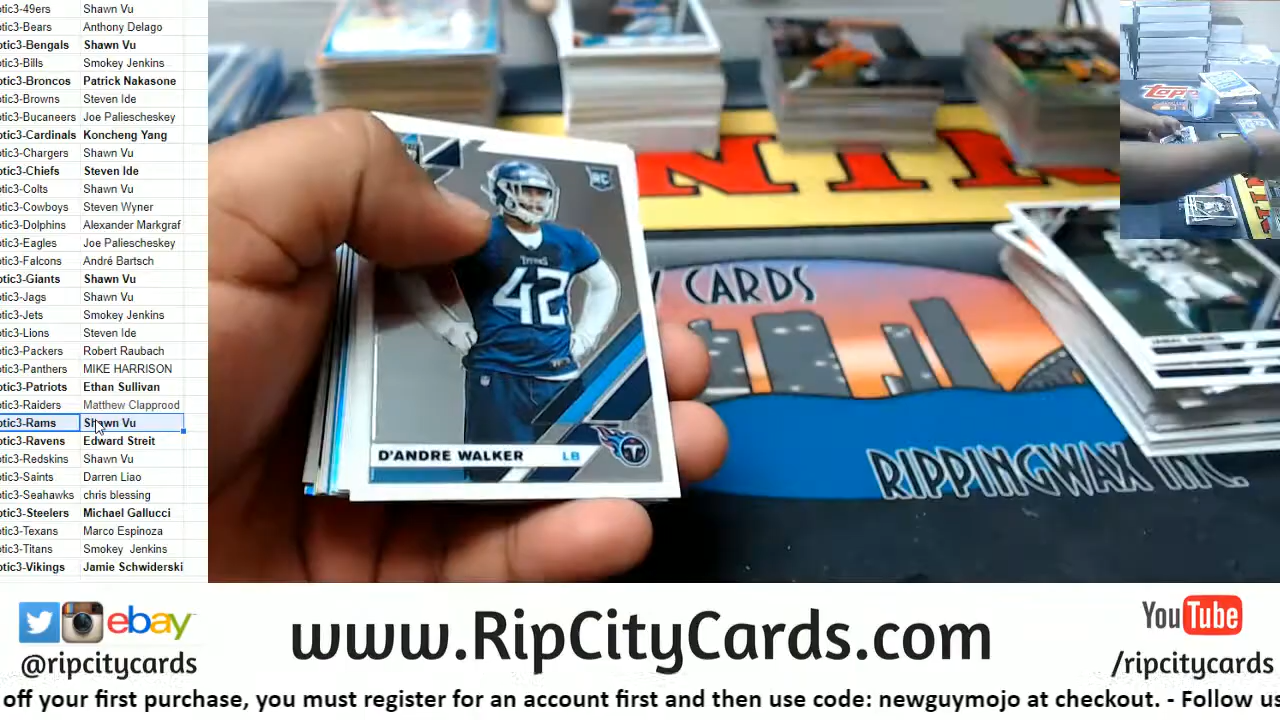 otic3-49ers Shawn Vu
otic3-Bears Anthony Delago
otic3-Bengals Shawn Vu
otic3-Bills Smokey Jenkins
otic3-Broncos Patrick Nakasone
otic3-Browns Steven Ide
otic3-Bucaneers Joe Paliescheskey
otic3-Cardinals Koncheng Yang
otic3-Chargers Shawn Vu
otic3-Chiefs Steven Ide
otic3-Colts Shawn Vu
otic3-Cowboys Steven Wyner
otic3-Dolphins Alexander Markgraf
otic3-Eagles Joe Paliescheskey
otic3-Falcons André Bartsch
otic3-Giants Shawn Vu
otic3-Jags Shawn Vu
otic3-Jets Smokey Jenkins
otic3-Lions Steven Ide
otic3-Packers Robert Raubach
otic3-Panthers MIKE HARRISON
otic3-Patriots Ethan Sullivan
otic3-Raiders Matthew Clapprood
otic3-Rams Shawn Vu
otic3-Ravens Edward Streit
otic3-Redskins Shawn Vu
otic3-Saints Darren Liao
otic3-Seahawks chris blessing
otic3-Steelers Michael Gallucci
otic3-Texans Marco Espinoza
otic3-Titans Smokey Jenkins
otic3-Vikings Jamie Schwiderski
RC
TITANS
42
D'ANDRE WALKER LB
NINI
Y CARDS
RIPPINGWAX INC.
TOPPS
ebay
@ripcitycards
www.RipCityCards.com
YouTube
/ripcitycards
off your first purchase, you must register for an account first and then use code: newguymojo at checkout. - Follow us